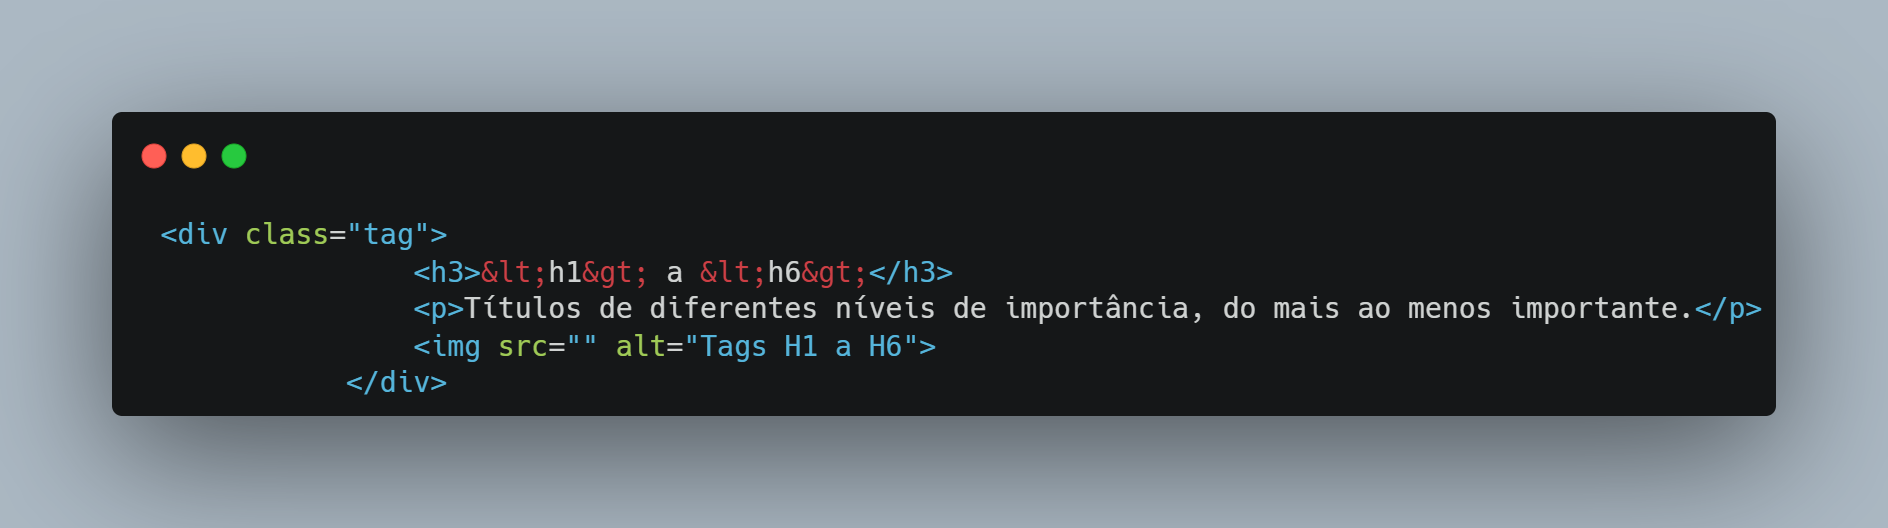 <div class="tag">
<h3>&lt;h1&gt; a &lt;h6&gt;</h3>
<p>Títulos de diferentes níveis de importância, do mais ao menos importante.</p>
<img src="" alt="Tags H1 a H6">
</div>